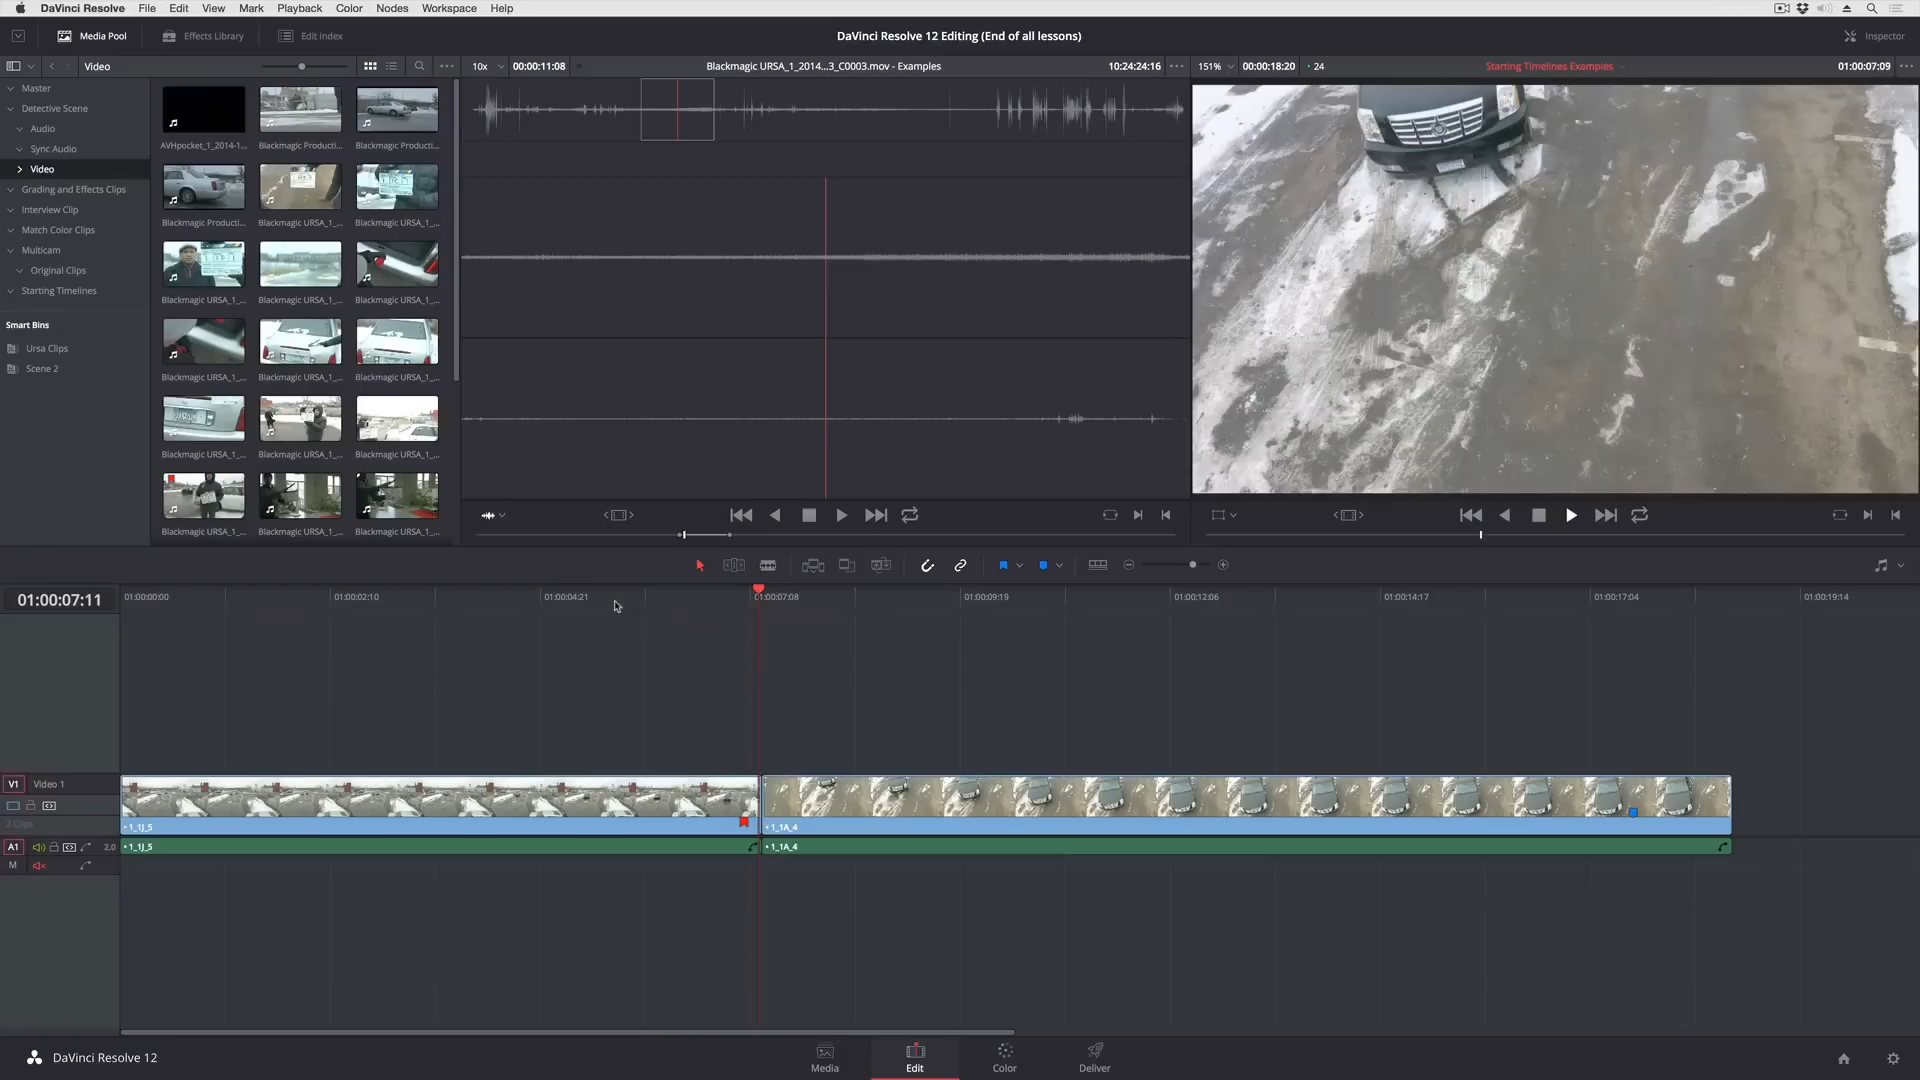 DaVinci Resolve File Edit View Mark Playback Color Nodes Workspace Help
Media Pool Effects Library Edit Index DaVinci Resolve 12 Editing (End of all lessons) Inspector
Video 10x 00:00:11:08 Blackmagic URSA_1_2014...3_C0003.mov - Examples 10:24:24:16 151% 00:00:18:20 • 24 Starting Timelines Examples 01:00:07:09
Master
Detective Scene
Audio
Sync Audio
Video
Grading and Effects Clips
Interview Clip
Match Color Clips
Multicam
Original Clips
Starting Timelines
Smart Bins
Ursa Clips
Scene 2
AVHpocket_1_2014-1... Blackmagic Producti... Blackmagic Producti...
Blackmagic Producti... Blackmagic URSA_1_... Blackmagic URSA_1_...
Blackmagic URSA_1_... Blackmagic URSA_1_... Blackmagic URSA_1_...
Blackmagic URSA_1_... Blackmagic URSA_1_... Blackmagic URSA_1_...
Blackmagic URSA_1_... Blackmagic URSA_1_... Blackmagic URSA_1_...
Blackmagic URSA_1_... Blackmagic URSA_1_... Blackmagic URSA_1_...
01:00:07:11 01:00:00:00 01:00:02:10 01:00:04:21 01:00:07:08 01:00:09:19 01:00:12:06 01:00:14:17 01:00:17:04 01:00:19:14
V1 Video 1
2 Clips • 1_1J_5 • 1_1A_4
A1 2.0 • 1_1J_5 • 1_1A_4
M
DaVinci Resolve 12 Media Edit Color Deliver